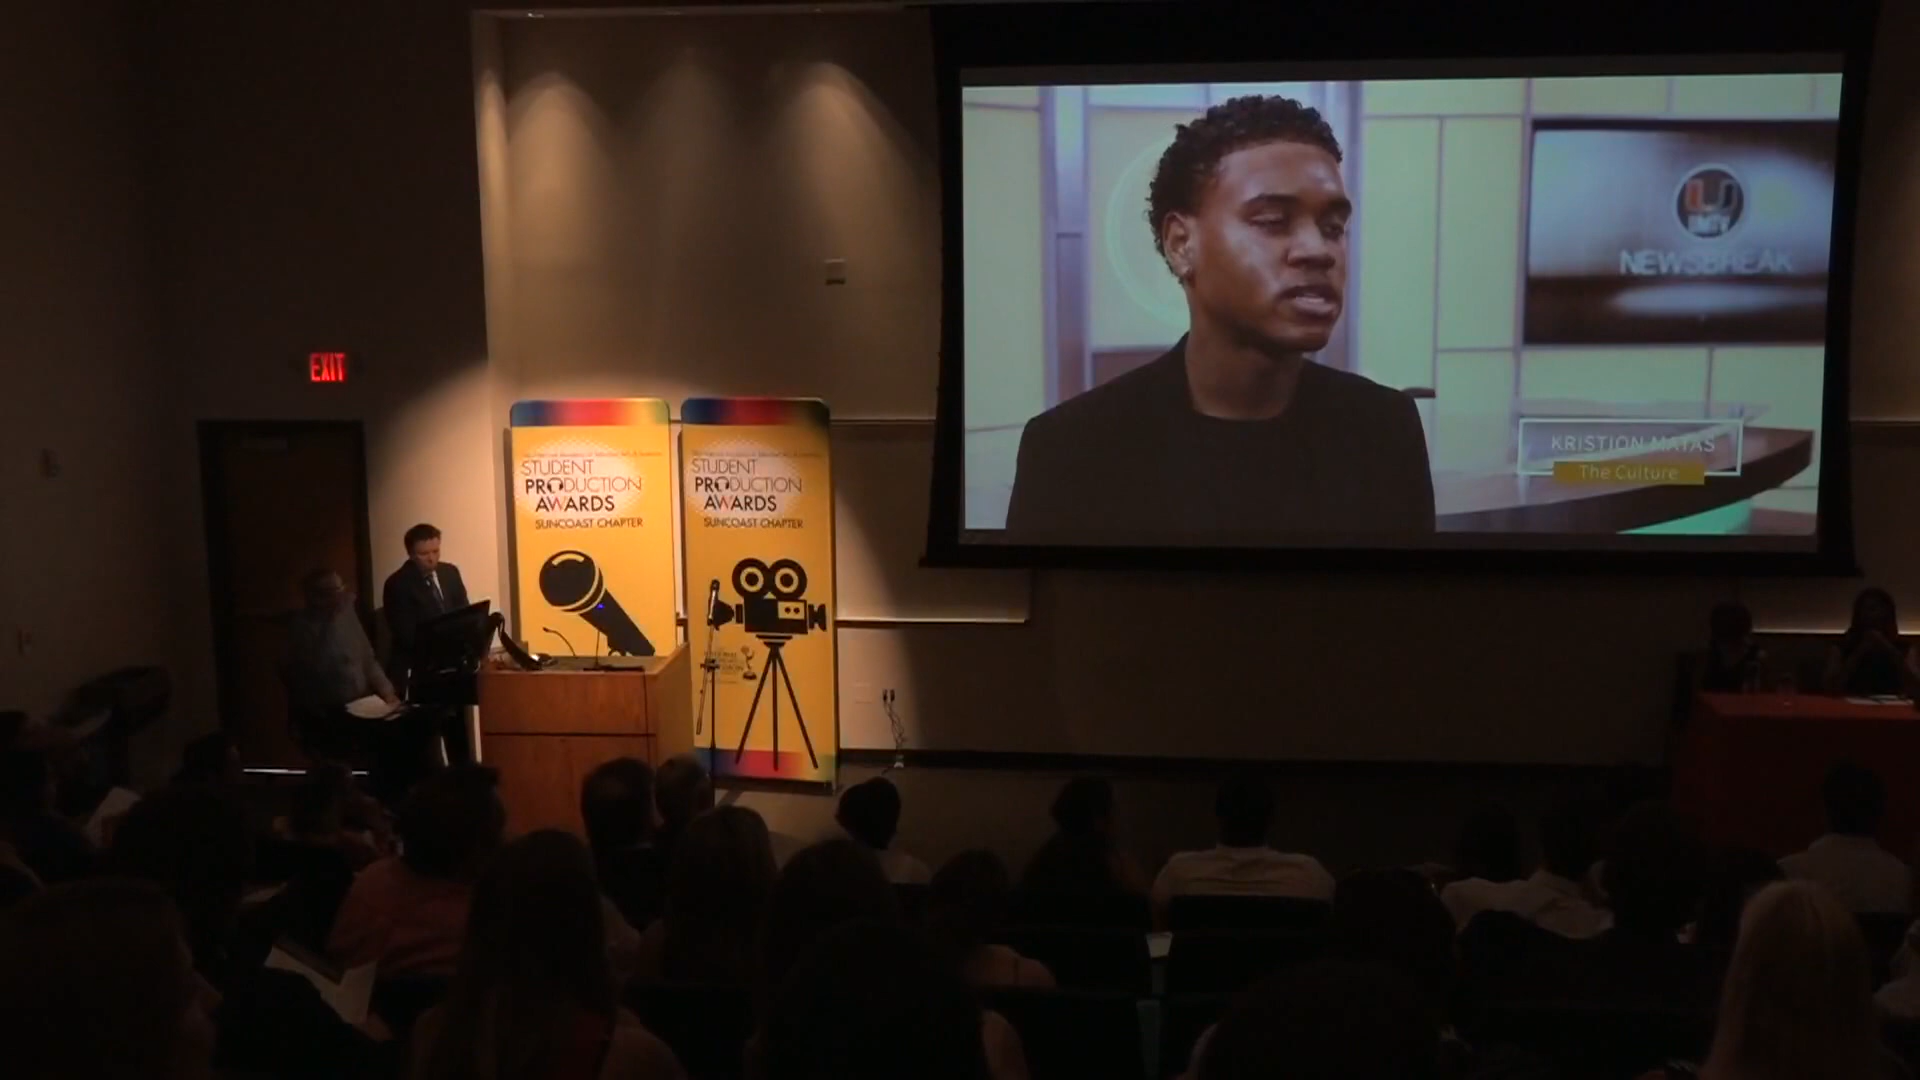 EXIT
STUDENT
PRODUCTION
AWARDS
SUNCOAST CHAPTER
STUDENT
PRODUCTION
AWARDS
SUNCOAST CHAPTER
NEWSBREAK
KRISTION MATAS
The Culture